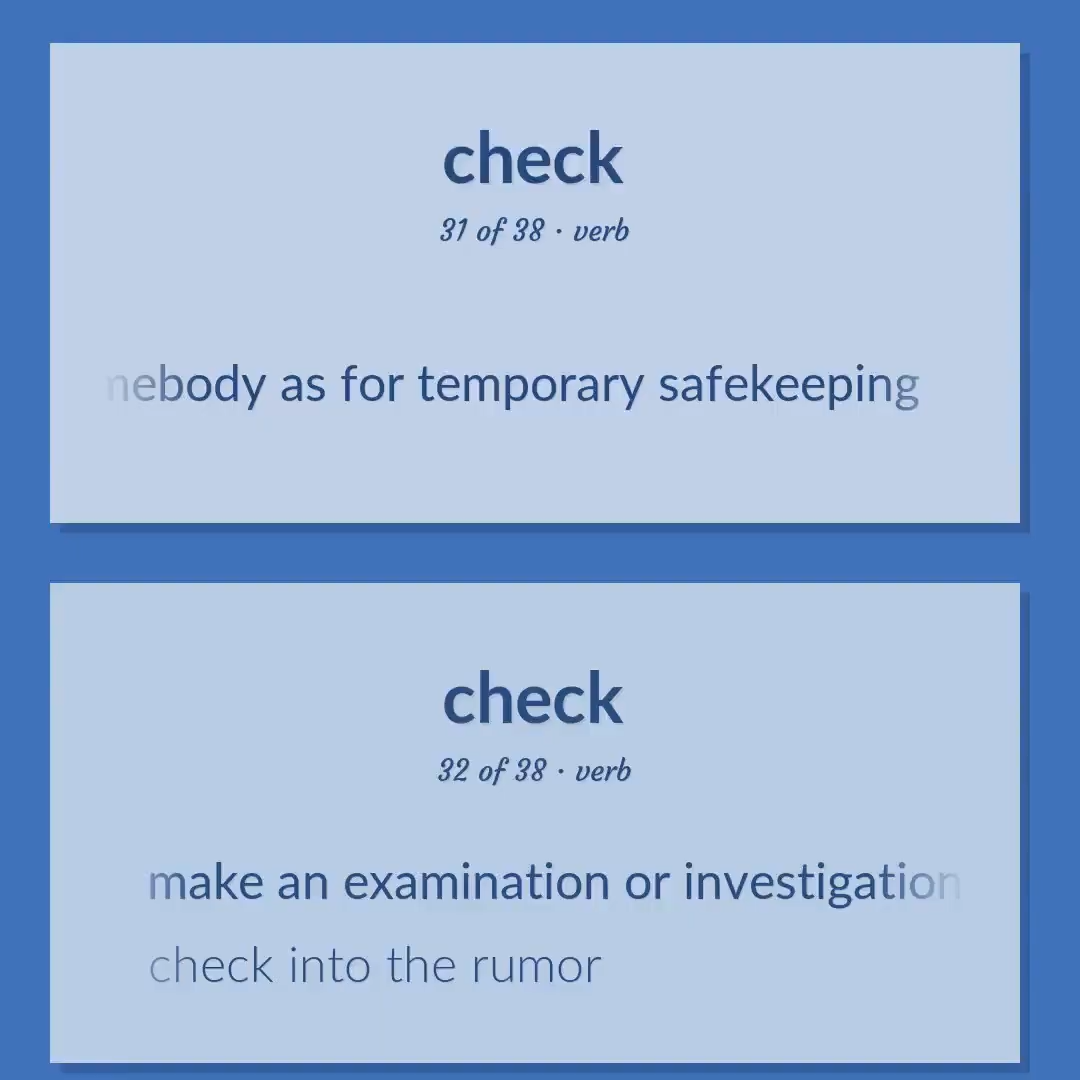 check
31 of 38 · verb
nebody as for temporary safekeeping
check
32 of 38 · verb
make an examination or investigation
check into the rumor